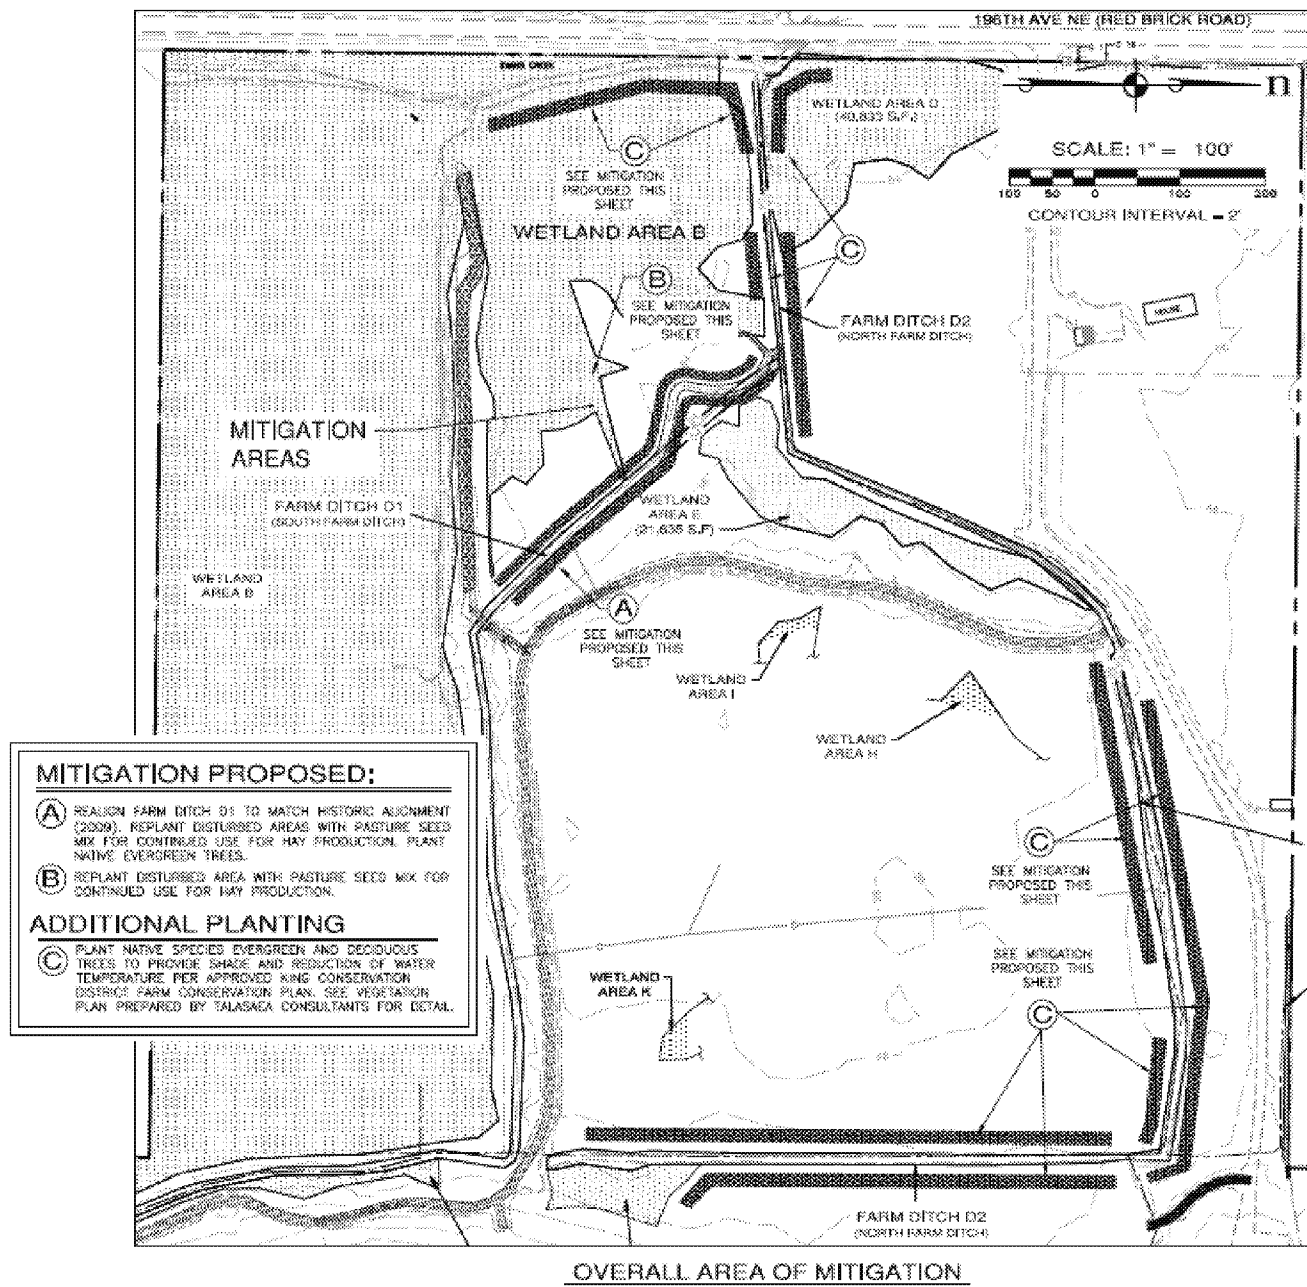 196TH AVE NE (RED BRICK ROAD)
WETLAND AREA D
(40,833 S.F.)
n
SCALE: 1" = 100'
100 50 0 100 200
CONTOUR INTERVAL = 2'
C
SEE MITIGATION
PROPOSED THIS
SHEET
WETLAND AREA B
C
B
SEE MITIGATION
PROPOSED THIS
SHEET
FARM DITCH D2
(NORTH FARM DITCH)
HOUSE
MITIGATION
AREAS
FARM DITCH D1
(SOUTH FARM DITCH)
WETLAND
AREA E
(21,635 S.F)
WETLAND
AREA B
A
SEE MITIGATION
PROPOSED THIS
SHEET
WETLAND
AREA I
WETLAND
AREA H
MITIGATION PROPOSED:
A REALIGN FARM DITCH D1 TO MATCH HISTORIC ALIGNMENT
(2009). REPLANT DISTURBED AREAS WITH PASTURE SEED
MIX FOR CONTINUED USE FOR HAY PRODUCTION. PLANT
NATIVE EVERGREEN TREES.
B REPLANT DISTURBED AREA WITH PASTURE SEED MIX FOR
CONTINUED USE FOR HAY PRODUCTION.
ADDITIONAL PLANTING
C PLANT NATIVE SPECIES EVERGREEN AND DECIDUOUS
TREES TO PROVIDE SHADE AND REDUCTION OF WATER
TEMPERATURE PER APPROVED KING CONSERVATION
DISTRICT FARM CONSERVATION PLAN. SEE VEGETATION
PLAN PREPARED BY TALASAEA CONSULTANTS FOR DETAIL.
C
SEE MITIGATION
PROPOSED THIS
SHEET
SEE MITIGATION
PROPOSED THIS
SHEET
C
WETLAND
AREA K
FARM DITCH D2
(NORTH FARM DITCH)
OVERALL AREA OF MITIGATION